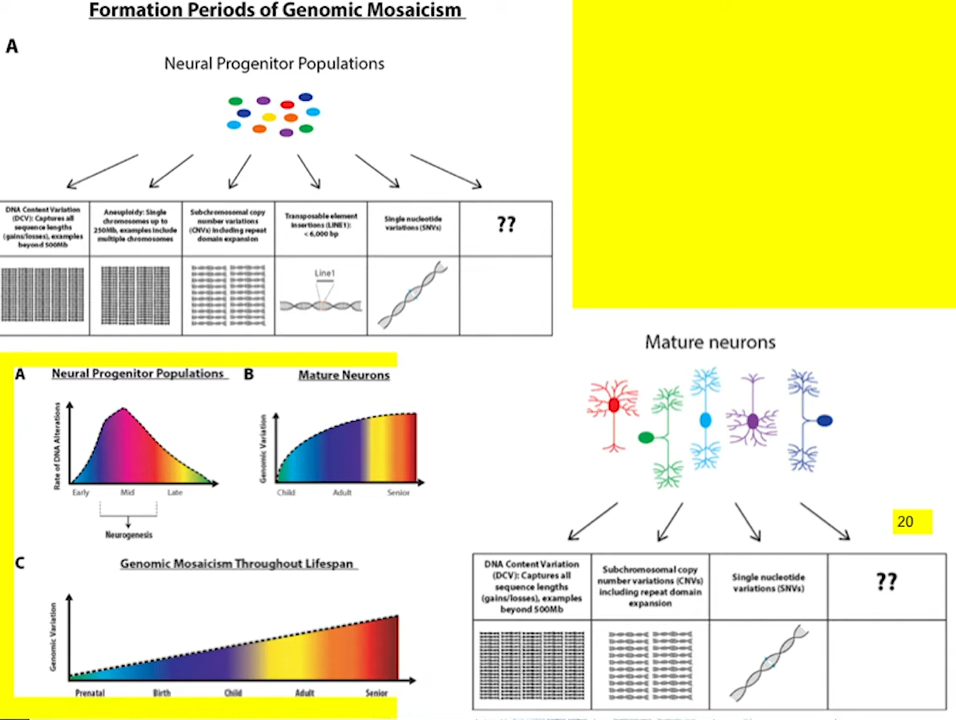 Formation Periods of Genomic Mosaicism
A
Neural Progenitor Populations
DNA Content Variation
(DCV): Captures all
sequence lengths
(gains/losses), examples
beyond 500Mb
Aneuploidy: Single
chromosomes up to
250Mb, examples include
multiple chromosomes
Subchromosomal copy
number variations
(CNVs) including repeat
domain expansion
Transposable element
insertions (LINE1):
< 6,000 bp
Single nucleotide
variations (SNVs)
??
Line1
A
Neural Progenitor Populations
Rate of DNA Alterations
Early
Mid
Late
Neurogenesis
B
Mature Neurons
Genomic Variation
Child
Adult
Senior
C
Genomic Mosaicism Throughout Lifespan
Genomic Variation
Prenatal
Birth
Child
Adult
Senior
Mature neurons
20
DNA Content Variation
(DCV): Captures all
sequence lengths
(gains/losses), examples
beyond 500Mb
Subchromosomal copy
number variations (CNVs)
including repeat domain
expansion
Single nucleotide
variations (SNVs)
??